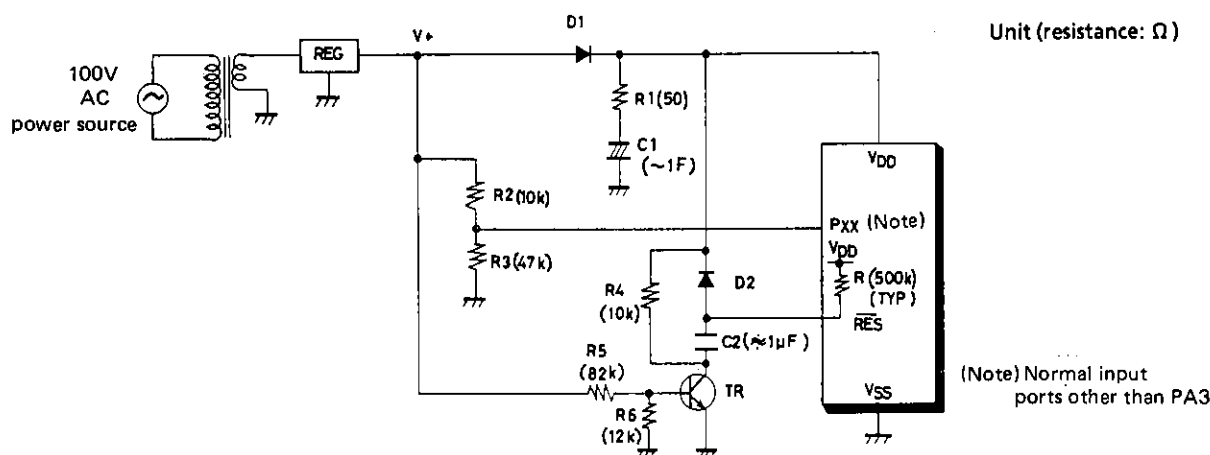 Unit (resistance: Ω)
V+
D1
REG
100V
AC
power source
R1(50)
C1
(~1F)
VDD
R2(10k)
PXX (Note)
VDD
R3(47k)
R(500k)
(TYP)
R4
(10k)
D2
RES
C2(≈1μF)
R5
(82k)
TR
R6
(12k)
VSS
(Note) Normal input
ports other than PA3